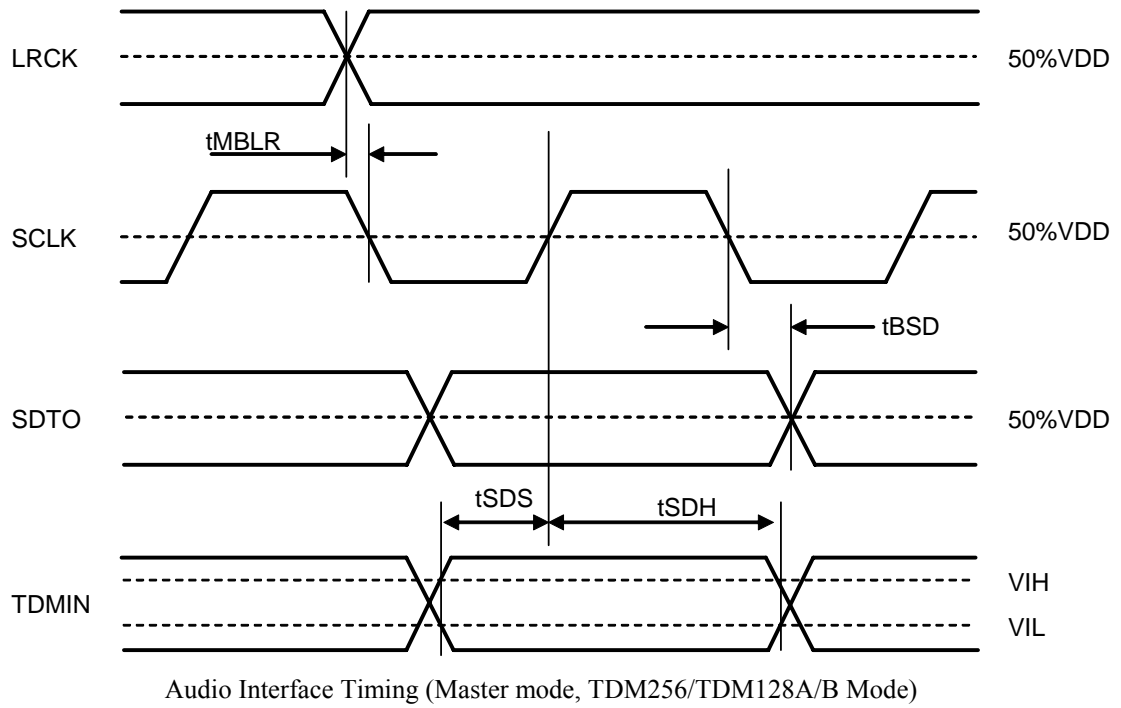 LRCK
50%VDD
tMBLR
SCLK
50%VDD
tBSD
SDTO
50%VDD
tSDS
tSDH
TDMIN
VIH
VIL
Audio Interface Timing (Master mode, TDM256/TDM128A/B Mode)